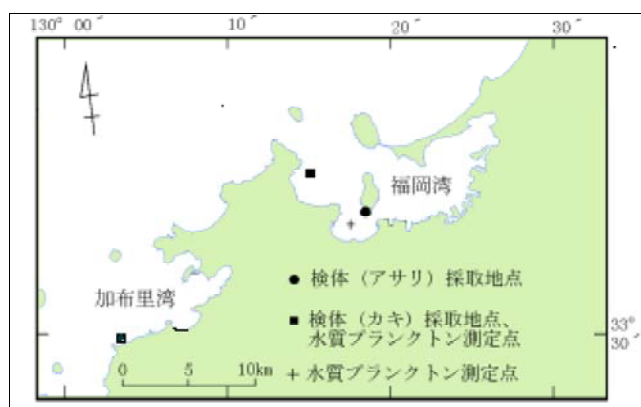 130° 00´ 10´ 20´ 30´
福岡湾
● 検体（アサリ）採取地点
加布里湾
■ 検体（カキ）採取地点、
水質プランクトン測定点
33°
30´
+ 水質プランクトン測定点
0 5 10km